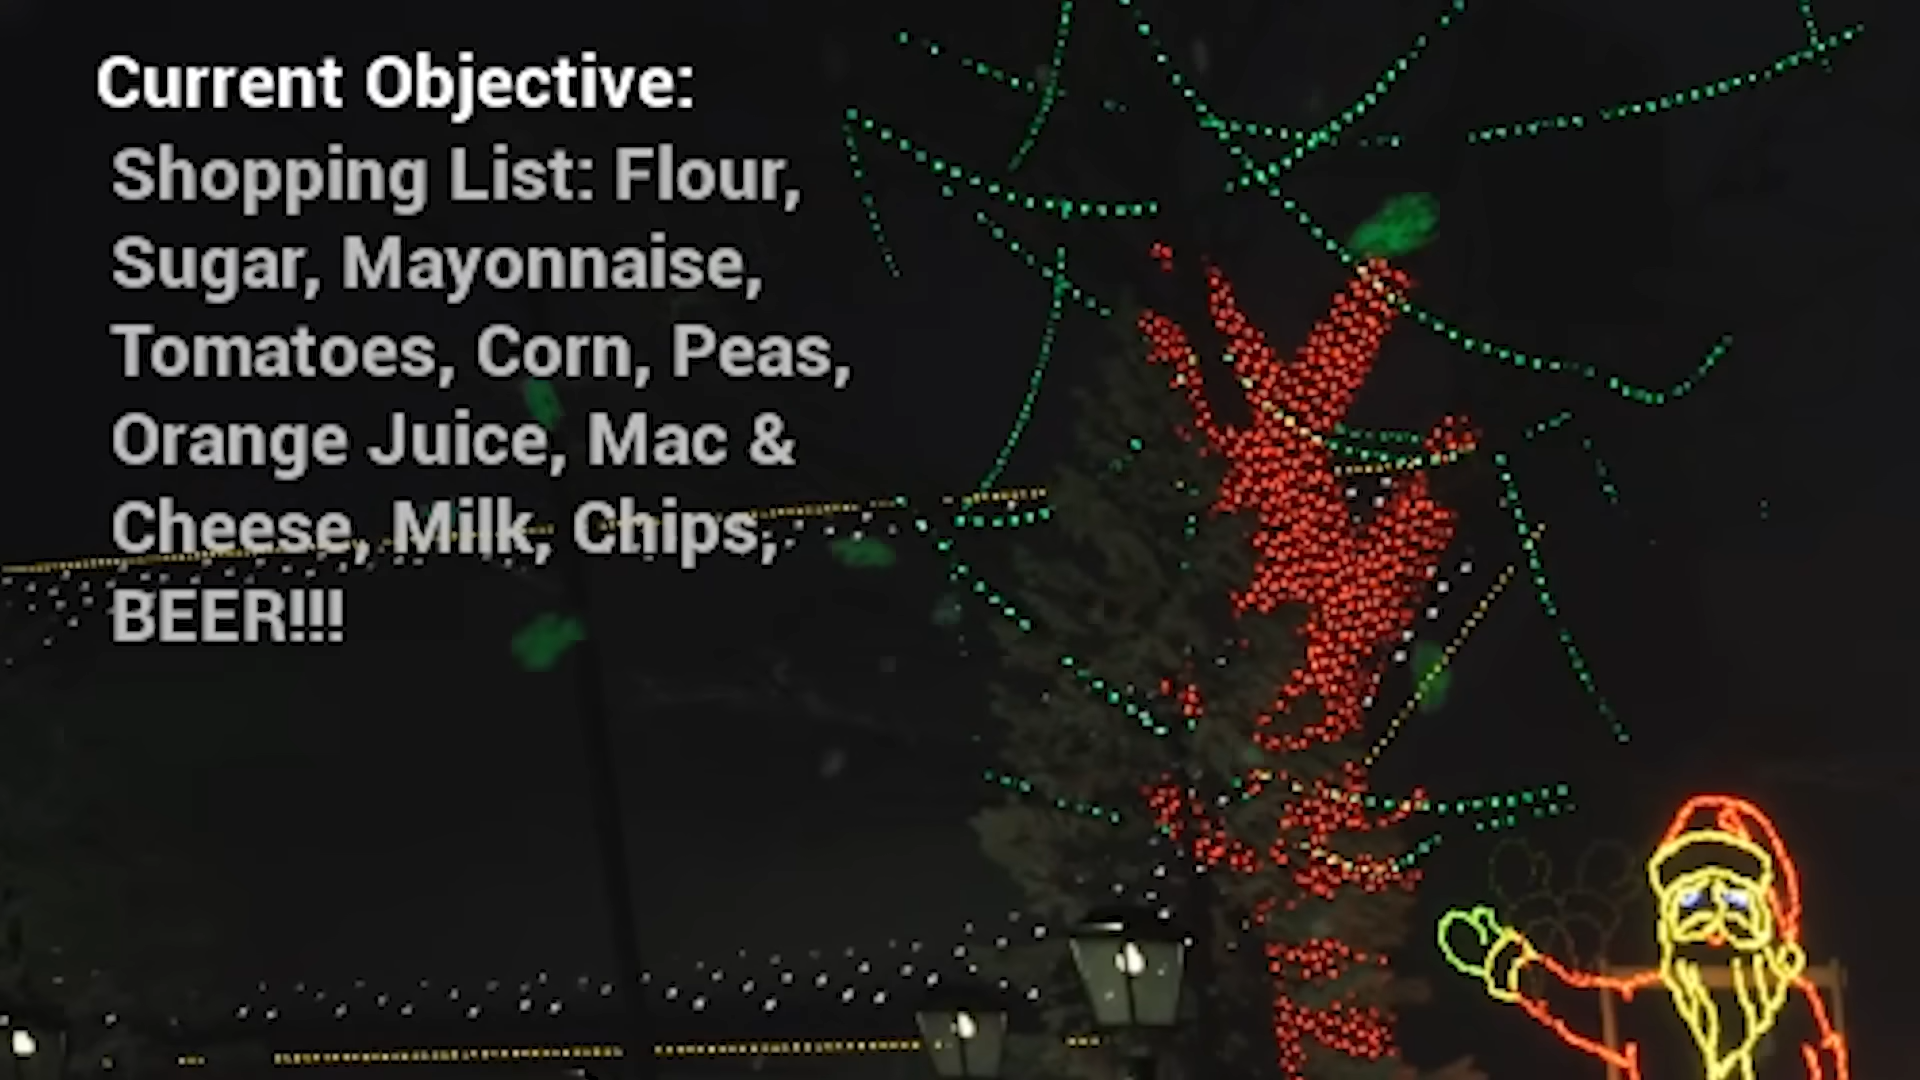 Current Objective:
Shopping List: Flour,
Sugar, Mayonnaise,
Tomatoes, Corn, Peas,
Orange Juice, Mac &
Cheese, Milk, Chips,
BEER!!!